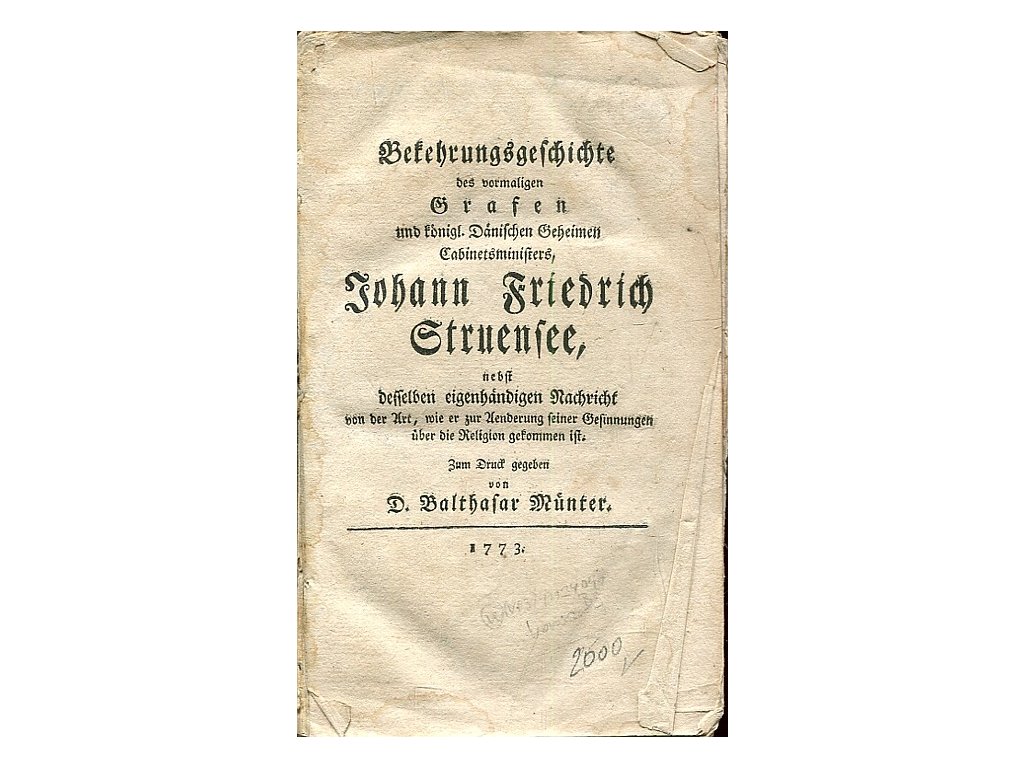 Bekehrungsgeschichte
des vormaligen
Grafen
und königl. Dänischen Geheimen
Cabinetsministers,
Johann Friedrich
Struensee,
nebst
desselben eigenhändigen Nachricht
von der Art, wie er zur Aenderung seiner Gesinnungen
über die Religion gekommen ist.
Zum Druck gegeben
von
D. Balthasar Münter.
1773.
2000